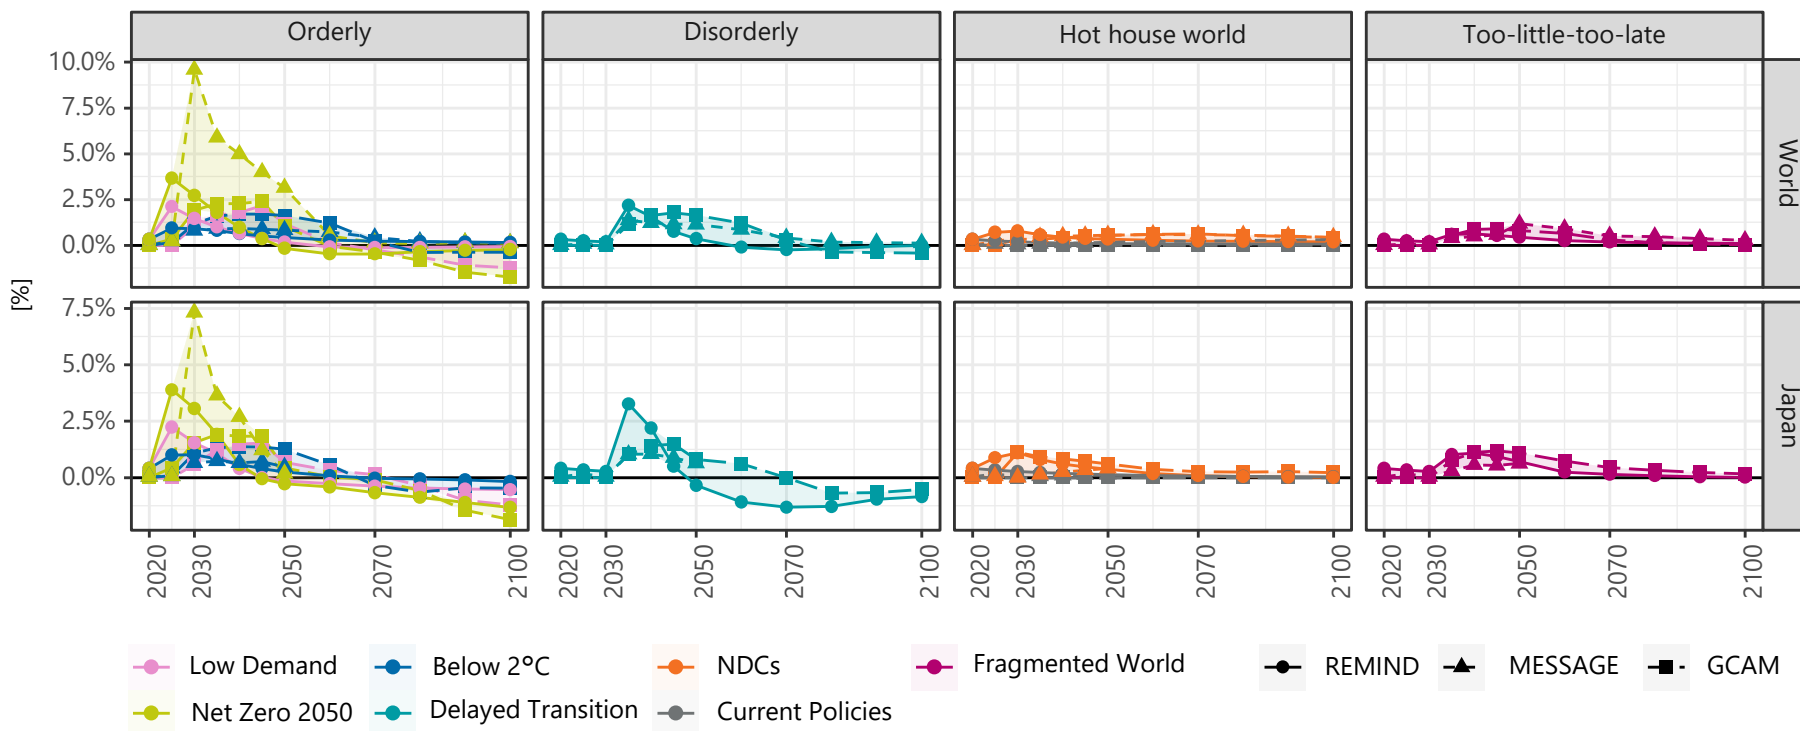 Orderly Disorderly Hot house world Too-little-too-late
10.0%
7.5%
5.0%
2.5%
0.0%
World
[%]
7.5%
5.0%
2.5%
0.0%
Japan
2020 2030 2050 2070 2100 2020 2030 2050 2070 2100 2020 2030 2050 2070 2100 2020 2030 2050 2070 2100
Low Demand Below 2°C NDCs Fragmented World REMIND MESSAGE GCAM
Net Zero 2050 Delayed Transition Current Policies